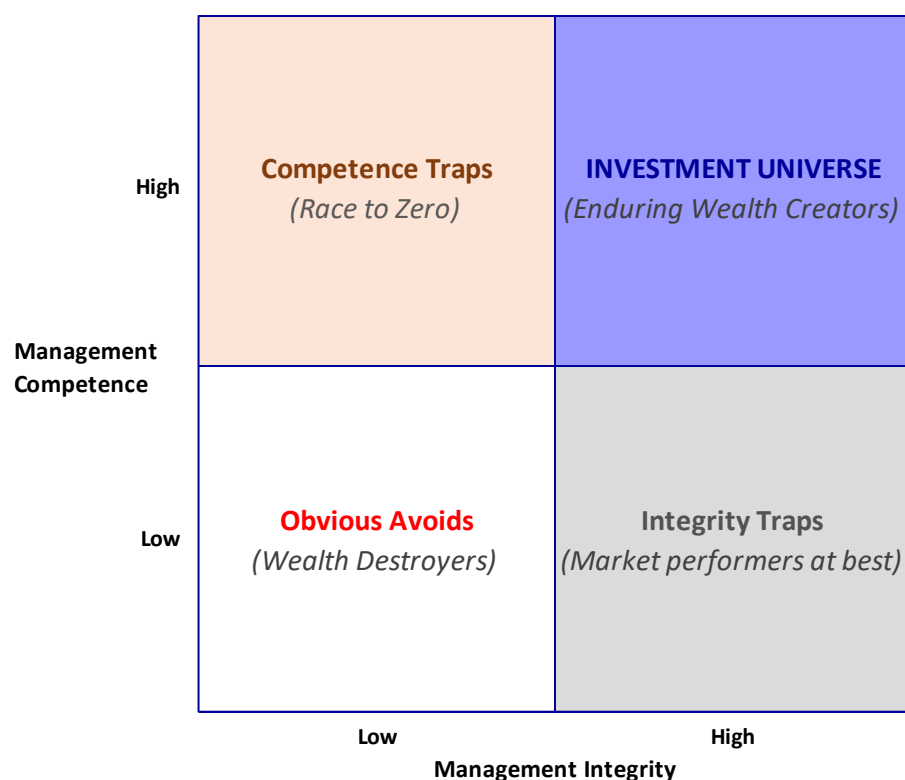 High
Competence Traps
(Race to Zero)
INVESTMENT UNIVERSE
(Enduring Wealth Creators)
Management
Competence
Low
Obvious Avoids
(Wealth Destroyers)
Integrity Traps
(Market performers at best)
Low
High
Management Integrity